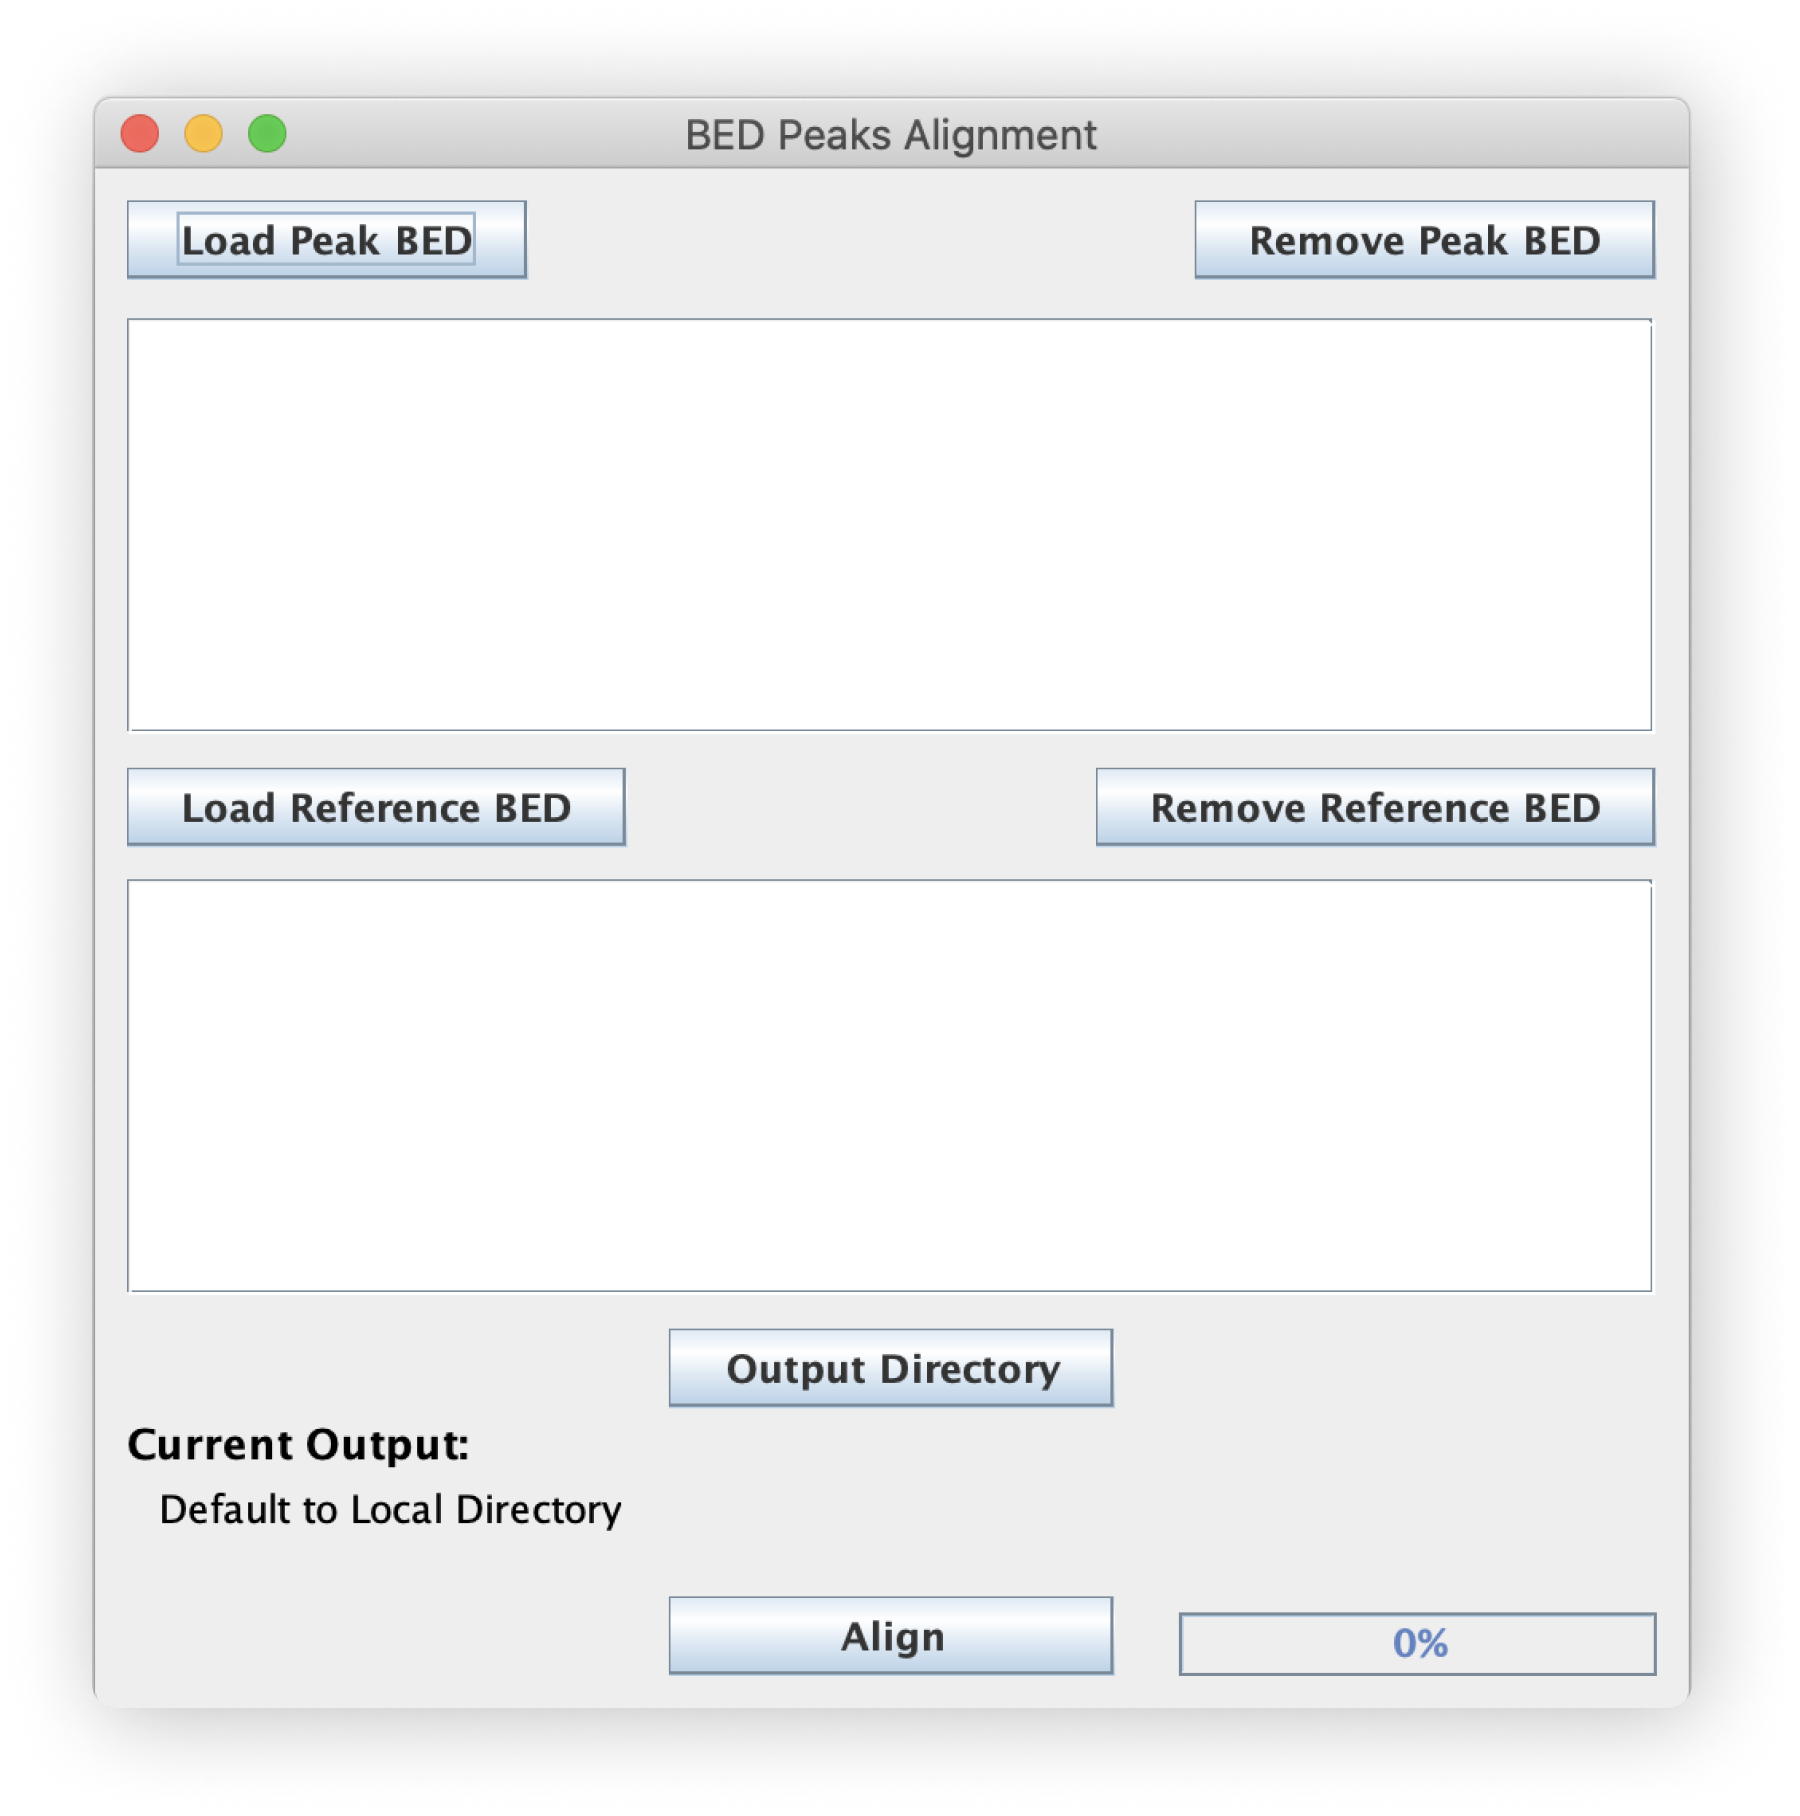 BED Peaks Alignment
Load Peak BED
Remove Peak BED
Load Reference BED
Remove Reference BED
Output Directory
Current Output:
Default to Local Directory
Align
0%